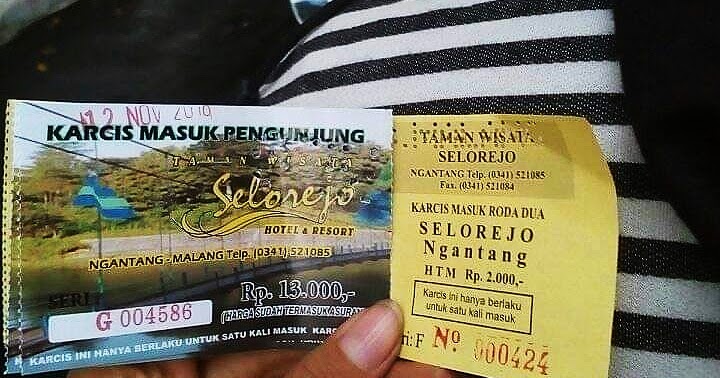 12 NOV 2014
KARCIS MASUK PENGUNJUNG
TAMAN WISATA
Selorejo
HOTEL & RESORT
NGANTANG - MALANG Telp. (0341) 521085
SERI
G 004586
Rp. 13.000,-
(HARGA SUDAH TERMASUK ASURANSI
KARCIS INI HANYA BERLAKU UNTUK SATU KALI MASUK
TAMAN WISATA
SELOREJO
NGANTANG Telp. (0341) 521085
Fax. (0341) 521084
KARCIS MASUK RODA DUA
SELOREJO
Ngantang
HTM Rp. 2.000,-
Karcis ini hanya berlaku
untuk satu kali masuk
F Nº 000424